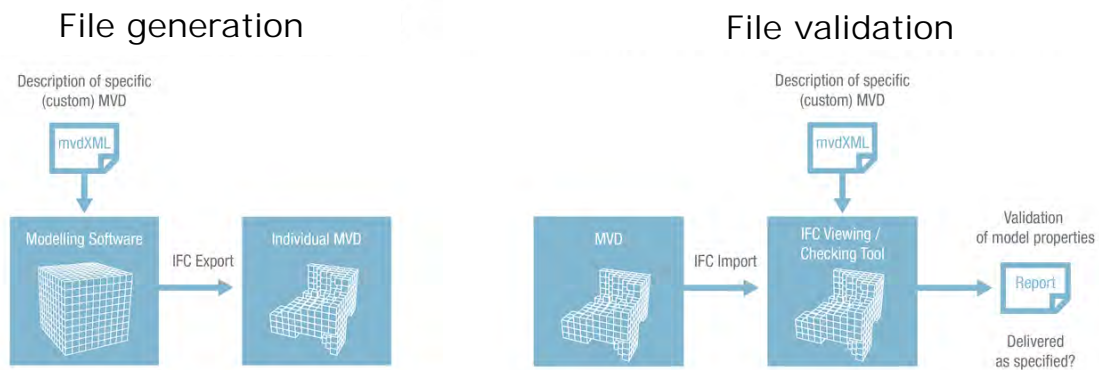 File generation
Description of specific
(custom) MVD
mvdXML
Modelling Software
IFC Export
Individual MVD
File validation
Description of specific
(custom) MVD
mvdXML
MVD
IFC Import
IFC Viewing /
Checking Tool
Validation
of model properties
Report
Delivered
as specified?